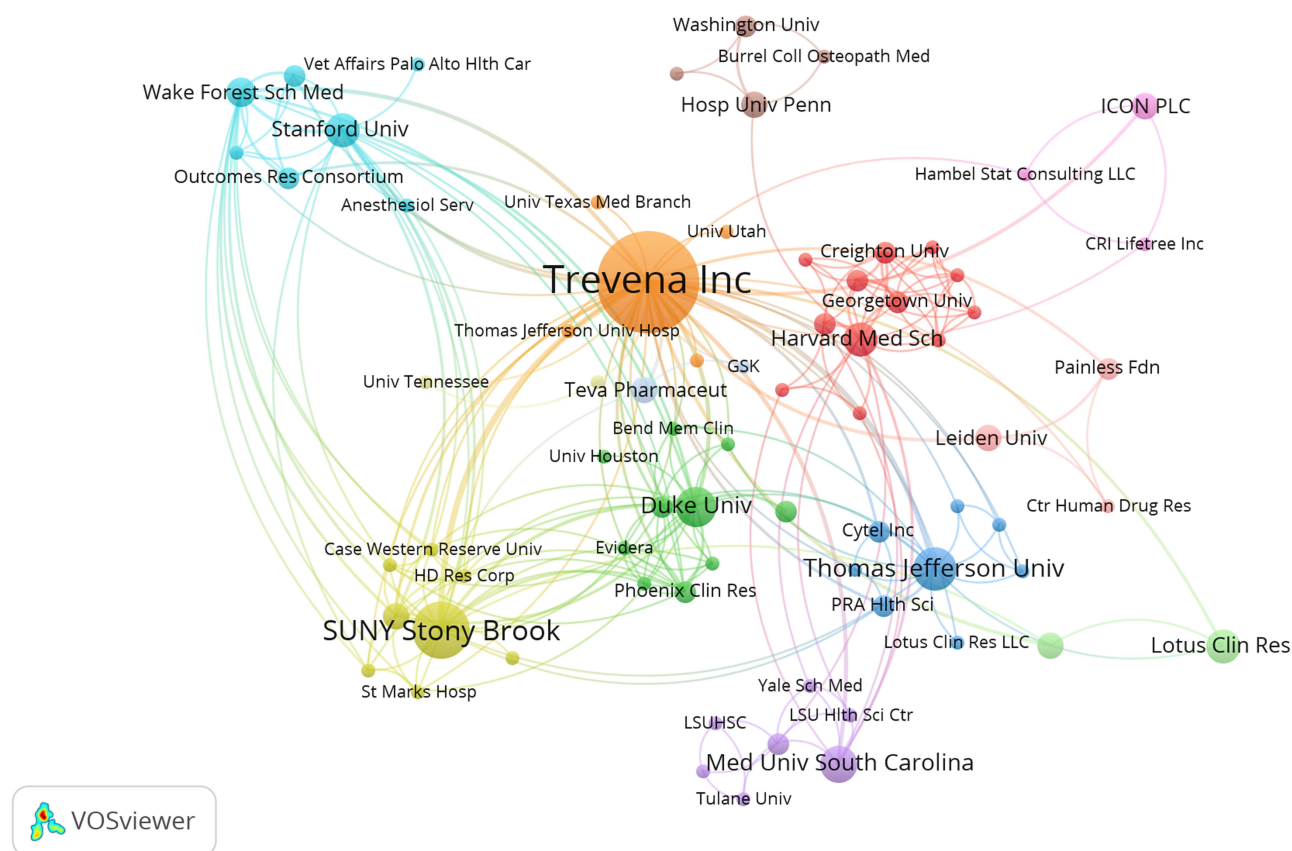 Washington Univ
Burrel Coll Osteopath Med
Vet Affairs Palo Alto Hlth Car
Wake Forest Sch Med
Hosp Univ Penn
ICON PLC
Stanford Univ
Outcomes Res Consortium
Hambel Stat Consulting LLC
Anesthesiol Serv
Univ Texas Med Branch
Univ Utah
CRI Lifetree Inc
Creighton Univ
Trevena Inc
Georgetown Univ
Thomas Jefferson Univ Hosp
Harvard Med Sch
GSK
Painless Fdn
Univ Tennessee
Teva Pharmaceut
Bend Mem Clin
Leiden Univ
Univ Houston
Duke Univ
Ctr Human Drug Res
Cytel Inc
Case Western Reserve Univ
Evidera
HD Res Corp
Thomas Jefferson Univ
Phoenix Clin Res
PRA Hlth Sci
SUNY Stony Brook
Lotus Clin Res LLC
Lotus Clin Res
St Marks Hosp
Yale Sch Med
LSUHSC
LSU Hlth Sci Ctr
Med Univ South Carolina
Tulane Univ
VOSviewer